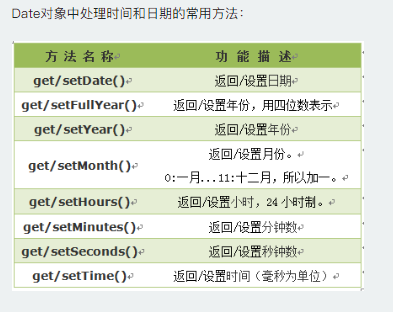 Date对象中处理时间和日期的常用方法：
方 法 名 称 功 能 描 述
get/setDate() 返回/设置日期
get/setFullYear() 返回/设置年份，用四位数表示
get/setYear() 返回/设置年份
get/setMonth() 返回/设置月份。
0:一月...11:十二月，所以加一。
get/setHours() 返回/设置小时，24 小时制。
get/setMinutes() 返回/设置分钟数
get/setSeconds() 返回/设置秒钟数
get/setTime() 返回/设置时间（毫秒为单位）